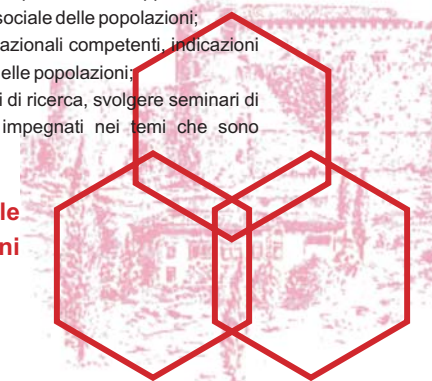 sociale delle popolazioni;
azionali competenti, indicazioni
elle popolazioni;
i di ricerca, svolgere seminari di
impegnati nei temi che sono
le
ni